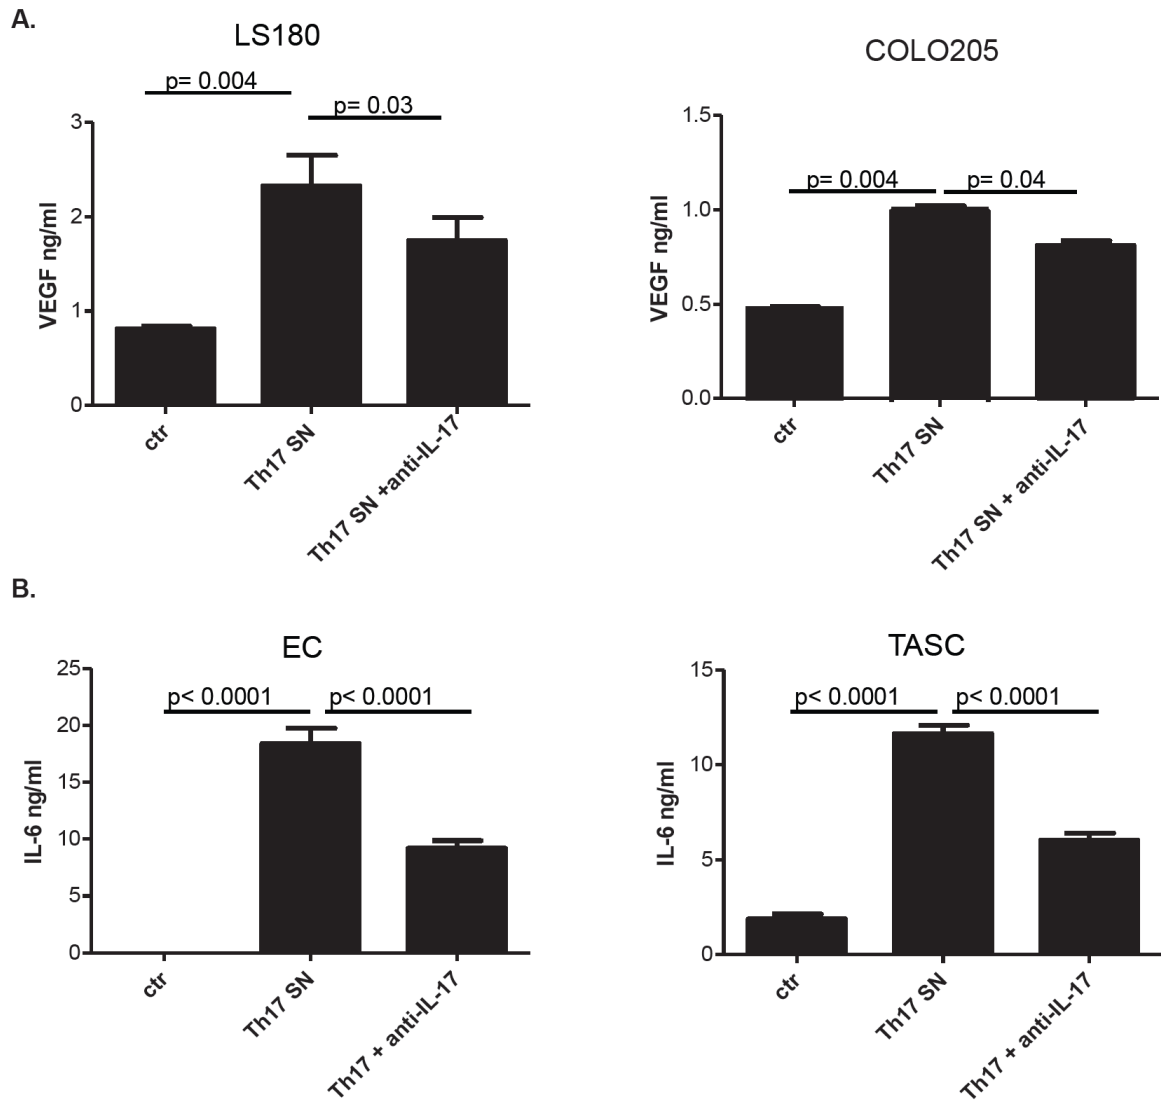 A.
LS180
p= 0.004
p= 0.03
VEGF ng/ml
3
2
1
0
ctr
Th17 SN
Th17 SN +anti-IL-17
COLO205
p= 0.004
p= 0.04
VEGF ng/ml
1.5
1.0
0.5
0.0
ctr
Th17 SN
Th17 SN + anti-IL-17
B.
EC
p< 0.0001
p< 0.0001
IL-6 ng/ml
25
20
15
10
5
0
ctr
Th17 SN
Th17 + anti-IL-17
TASC
p< 0.0001
p< 0.0001
IL-6 ng/ml
15
10
5
0
ctr
Th17 SN
Th17 + anti-IL-17